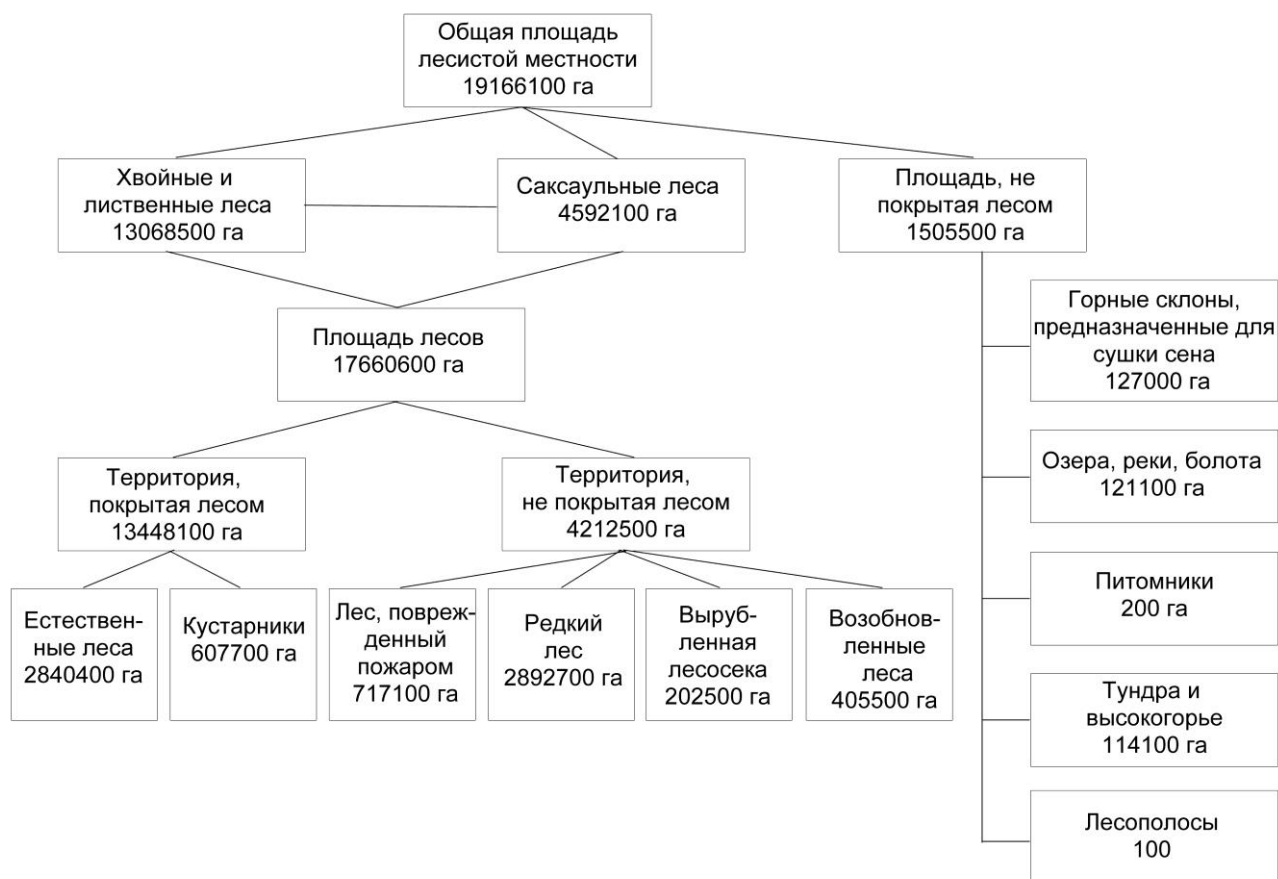 Общая площадь
лесистой местности
19166100 га
Хвойные и
лиственные леса
13068500 га
Саксаульные леса
4592100 га
Площадь, не
покрытая лесом
1505500 га
Площадь лесов
17660600 га
Горные склоны,
предназначенные для
сушки сена
127000 га
Территория,
покрытая лесом
13448100 га
Территория,
не покрытая лесом
4212500 га
Озера, реки, болота
121100 га
Естествен-
ные леса
2840400 га
Кустарники
607700 га
Лес, повреж-
денный
пожаром
717100 га
Редкий
лес
2892700 га
Выруб-
ленная
лесосека
202500 га
Возобнов-
ленные
леса
405500 га
Питомники
200 га
Тундра и
высокогорье
114100 га
Лесополосы
100